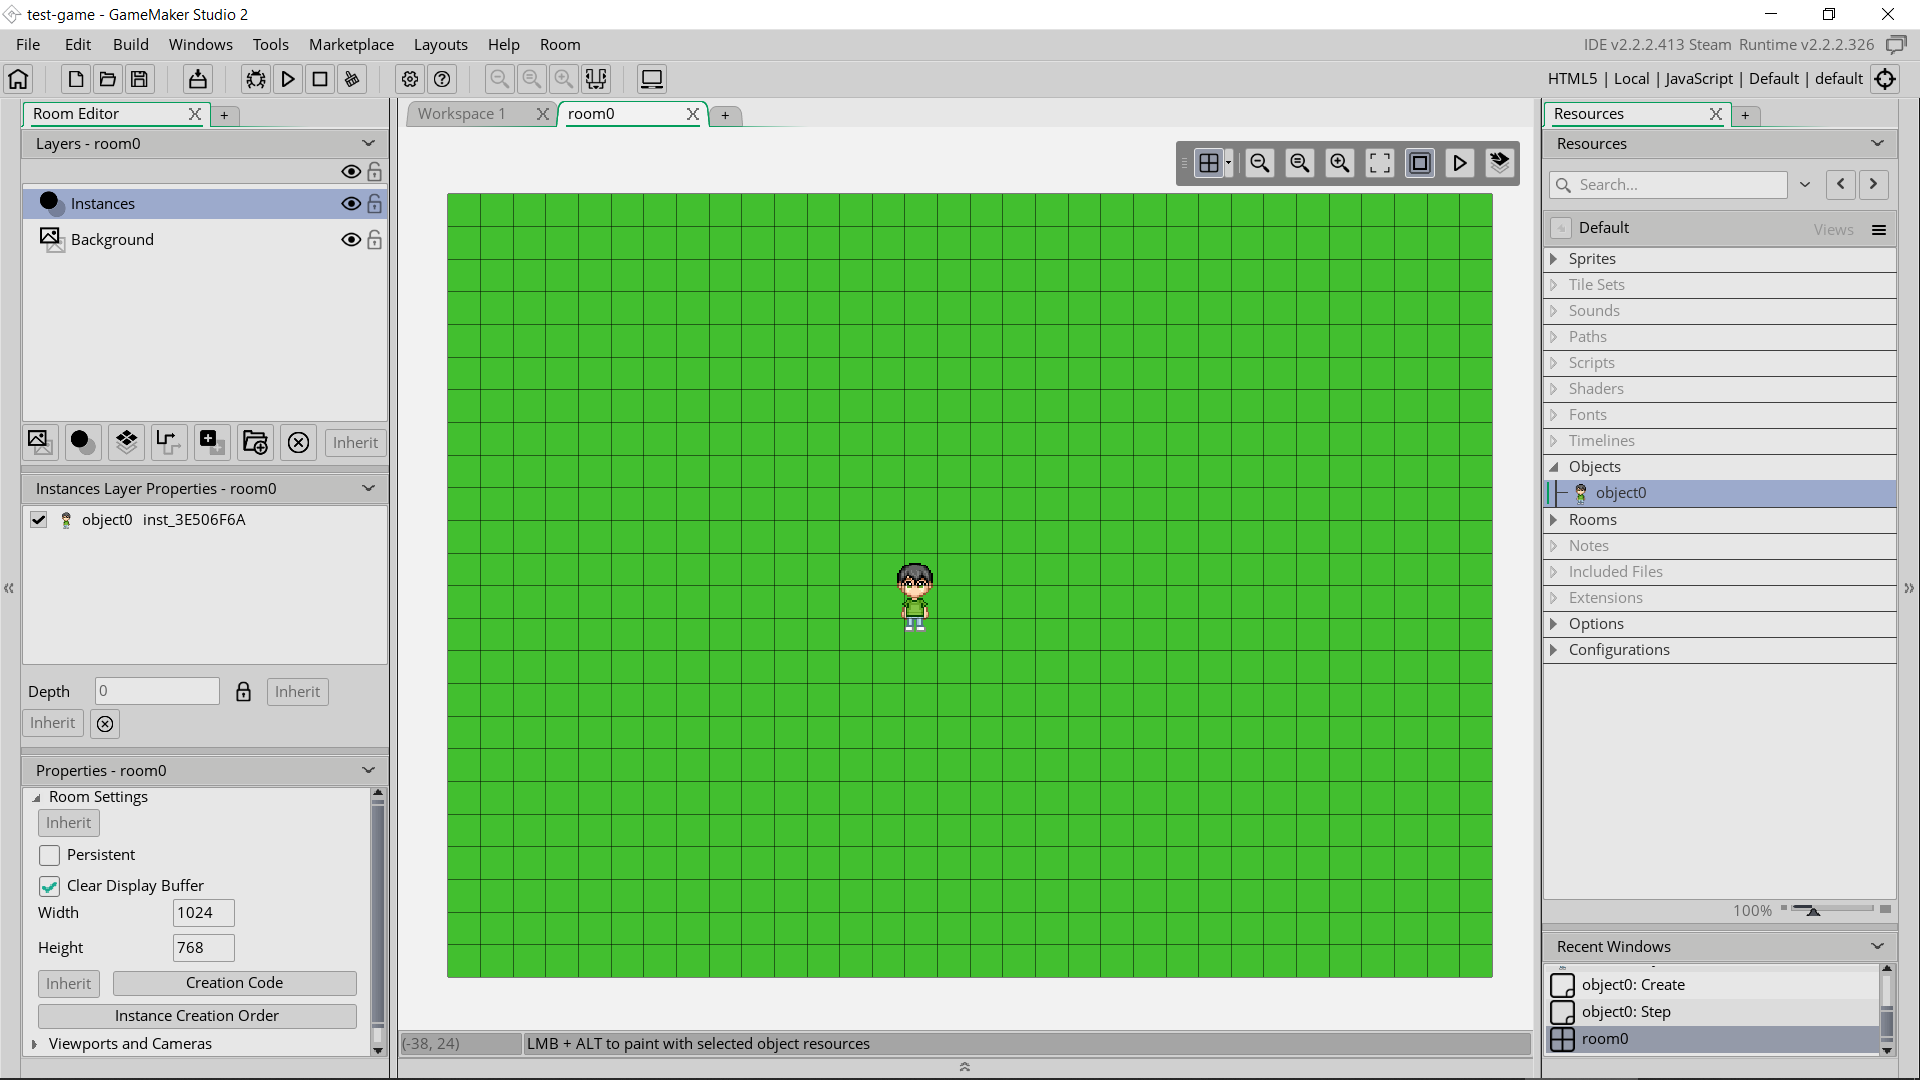 test-game - GameMaker Studio 2
File Edit Build Windows Tools Marketplace Layouts Help Room
IDE v2.2.2.413 Steam Runtime v2.2.2.326
HTML5 | Local | JavaScript | Default | default
Room Editor
Layers - room0
Instances
Background
Inherit
Instances Layer Properties - room0
object0 inst_3E506F6A
Depth 0 Inherit
Inherit
Properties - room0
Room Settings
Inherit
Persistent
Clear Display Buffer
Width 1024
Height 768
Inherit Creation Code
Instance Creation Order
Viewports and Cameras
Workspace 1 room0
(-38, 24) LMB + ALT to paint with selected object resources
Resources
Resources
Search...
Default Views
Sprites
Tile Sets
Sounds
Paths
Scripts
Shaders
Fonts
Timelines
Objects
object0
Rooms
Notes
Included Files
Extensions
Options
Configurations
100%
Recent Windows
object0: Create
object0: Step
room0